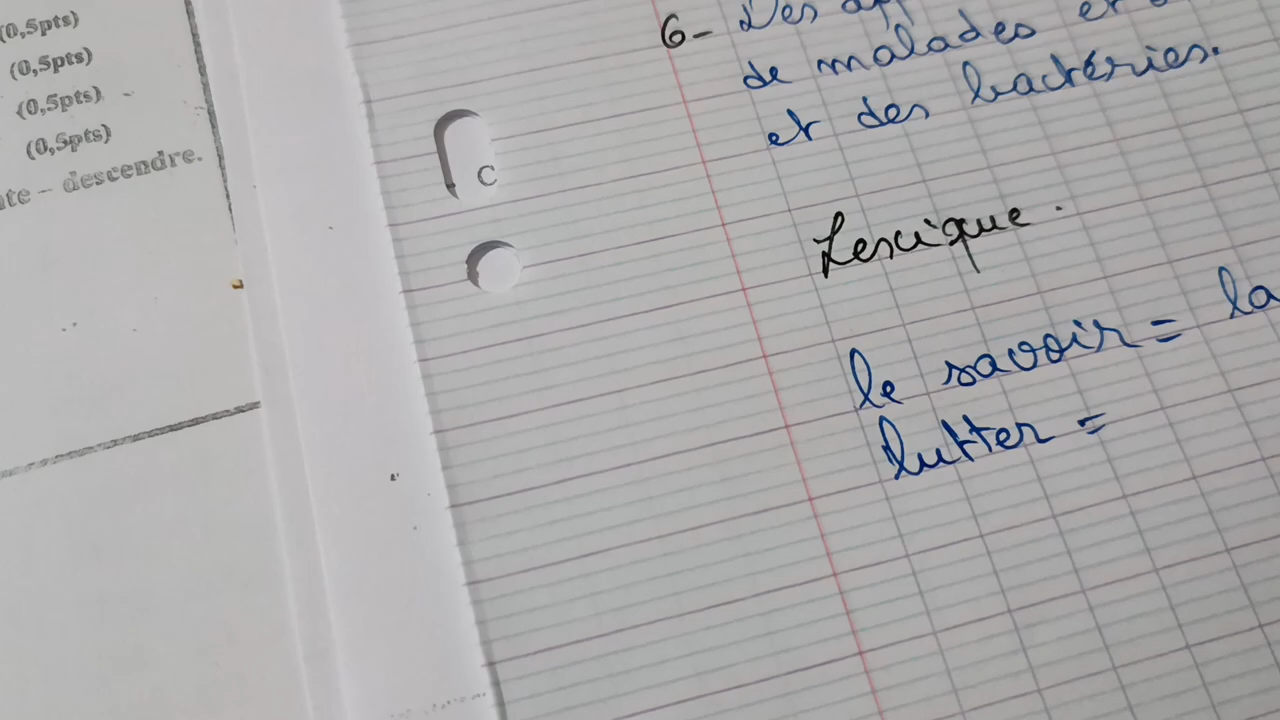 (0,5pts)
(0,5pts)
(0,5pts)
(0,5pts)
– descendre.
c
6- Des
de malades et
et des bactéries.
Lexique.
le savoir = la
lutter =